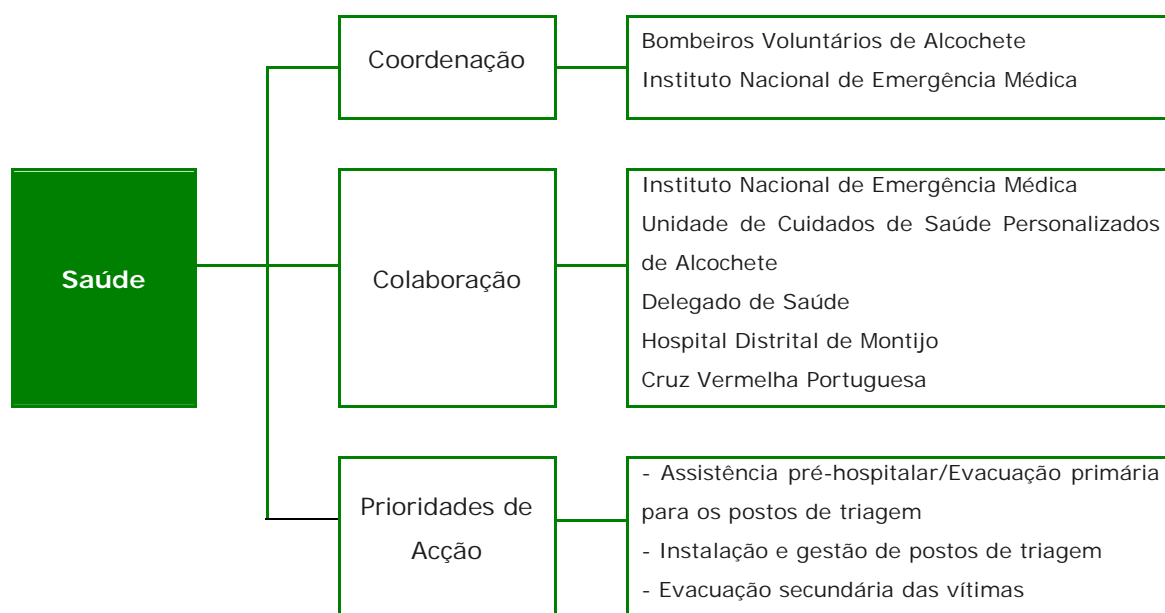 Coordenação
Bombeiros Voluntários de Alcochete
Instituto Nacional de Emergência Médica
Saúde
Colaboração
Instituto Nacional de Emergência Médica
Unidade de Cuidados de Saúde Personalizados
de Alcochete
Delegado de Saúde
Hospital Distrital de Montijo
Cruz Vermelha Portuguesa
Prioridades de
Acção
- Assistência pré-hospitalar/Evacuação primária
para os postos de triagem
- Instalação e gestão de postos de triagem
- Evacuação secundária das vítimas